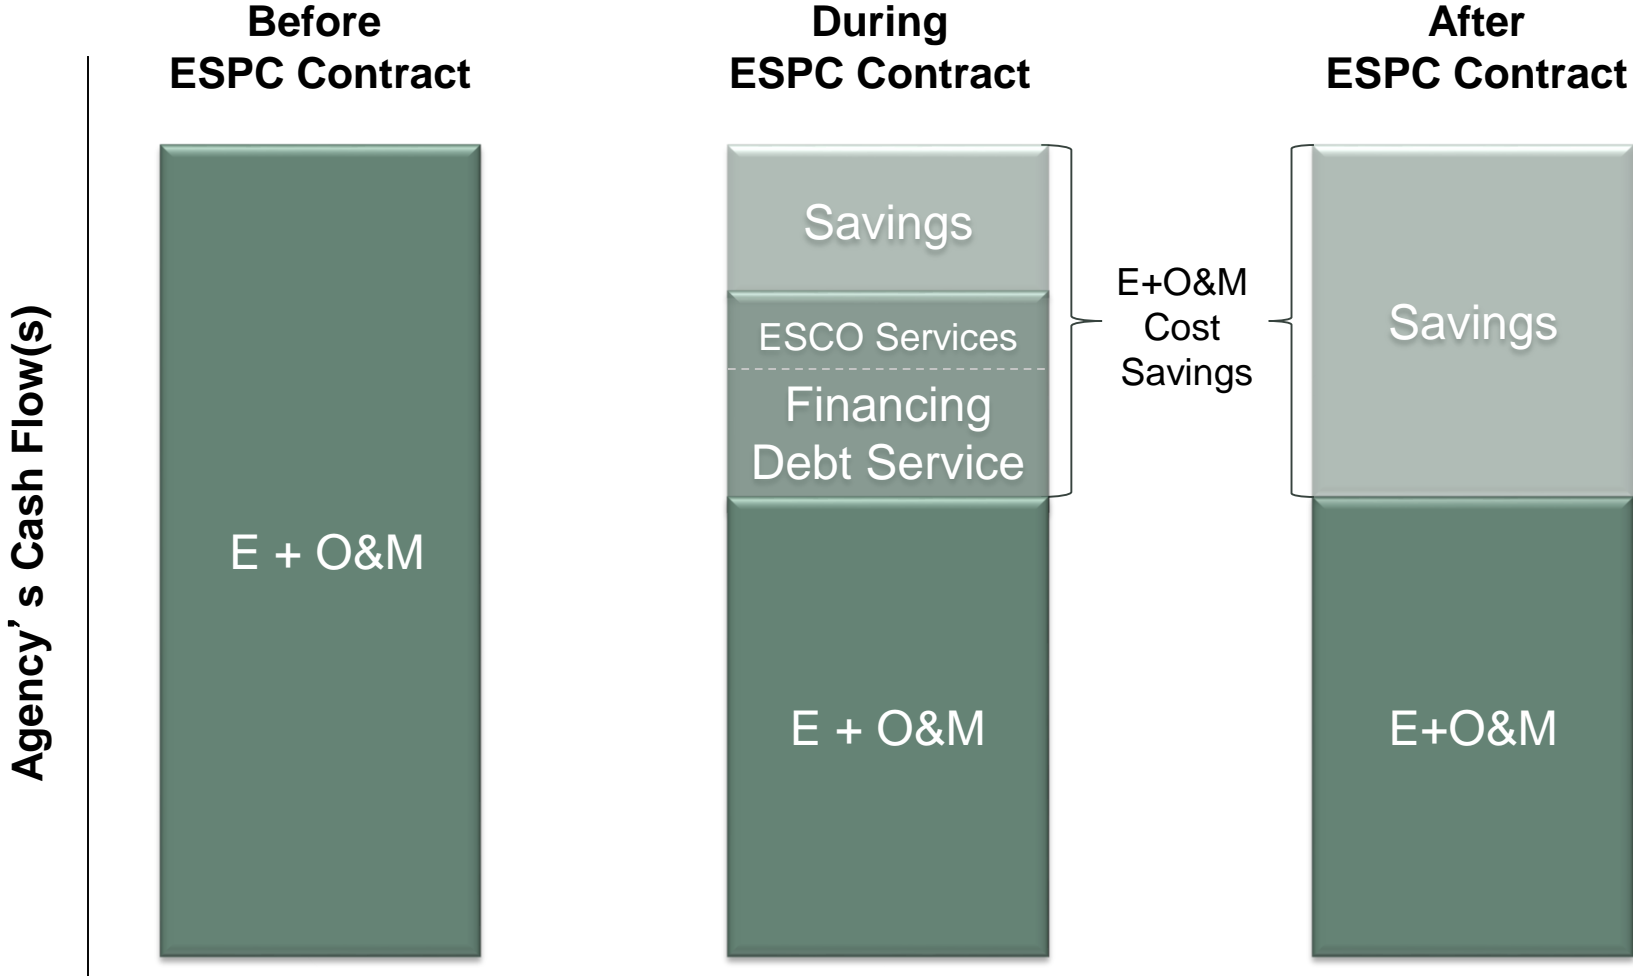 Before
ESPC Contract
During
ESPC Contract
After
ESPC Contract
Agency’ s Cash Flow(s)
E + O&M
Savings
ESCO Services
Financing
Debt Service
E + O&M
E+O&M
Cost
Savings
Savings
E+O&M